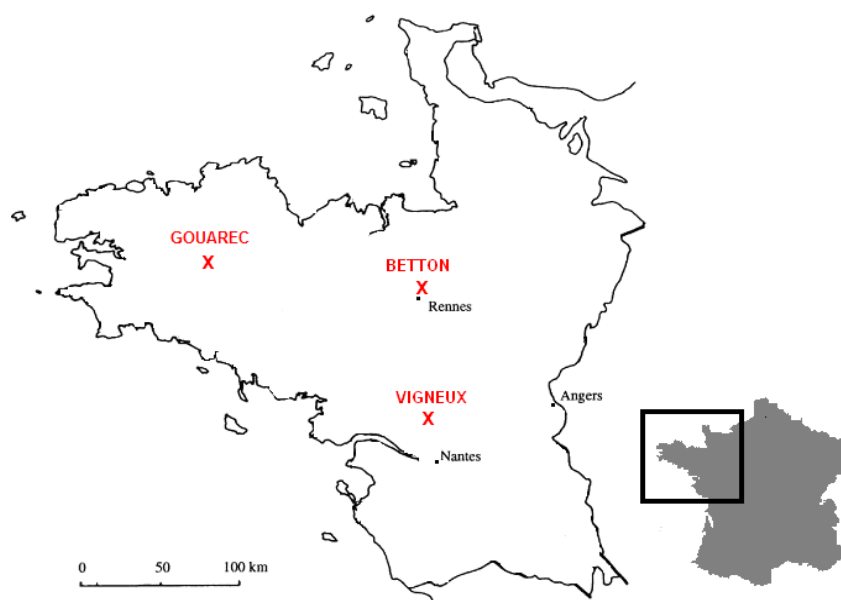 GOUAREC
X
BETTON
X
Rennes
VIGNEUX
X
Angers
Nantes
0 50 100 km